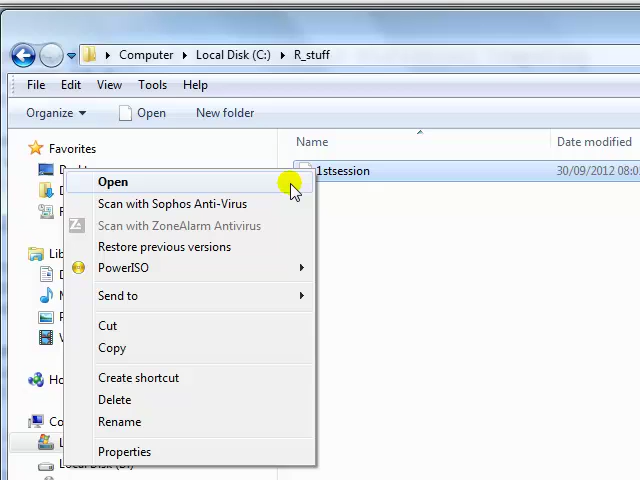 Computer Local Disk (C:) R_stuff
File Edit View Tools Help
Organize Open New folder
Name Date modified
Favorites
1stsession 30/09/2012 08:0
Open
Scan with Sophos Anti-Virus
Scan with ZoneAlarm Antivirus
Restore previous versions
Lib
PowerISO
Send to
Cut
Copy
Create shortcut
Delete
Rename
Properties